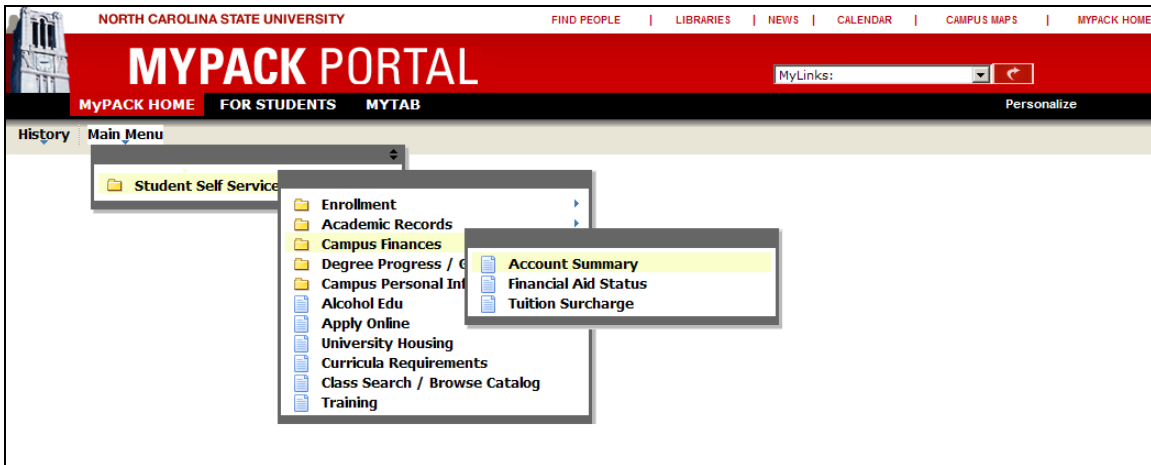 NORTH CAROLINA STATE UNIVERSITY FIND PEOPLE | LIBRARIES | NEWS | CALENDAR | CAMPUS MAPS | MYPACK HOME
MYPACK PORTAL
MyLinks:
MyPACK HOME FOR STUDENTS MYTAB Personalize
History Main Menu
Student Self Service
Enrollment
Academic Records
Campus Finances
Degree Progress /
Campus Personal
Alcohol Edu
Apply Online
University Housing
Curricula Requirements
Class Search / Browse Catalog
Training
Account Summary
Financial Aid Status
Tuition Surcharge